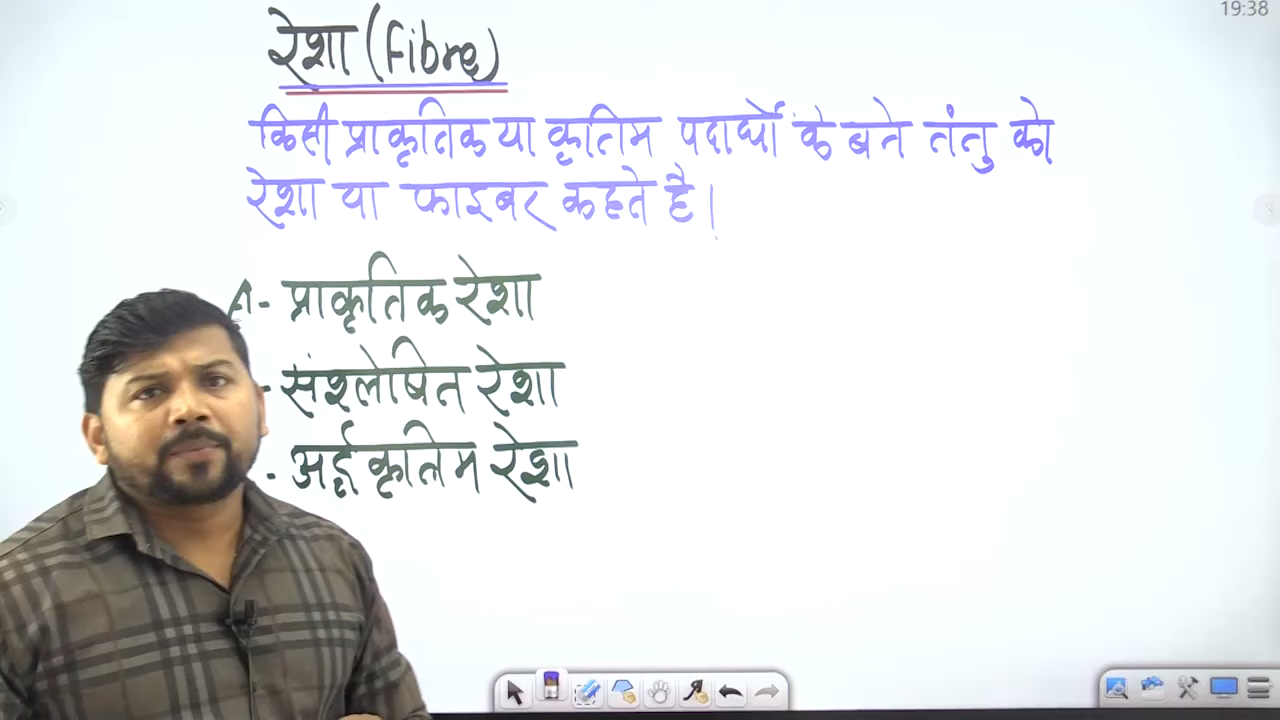 19:38
रेशा (Fibre)
किसी प्राकृतिक या कृतिम पदार्थो के बने तंतु को
रेशा या फाइबर कहते है।
A- प्राकृतिक रेशा
- संश्लेषित रेशा
- अर्द्ध कृतिम रेशा